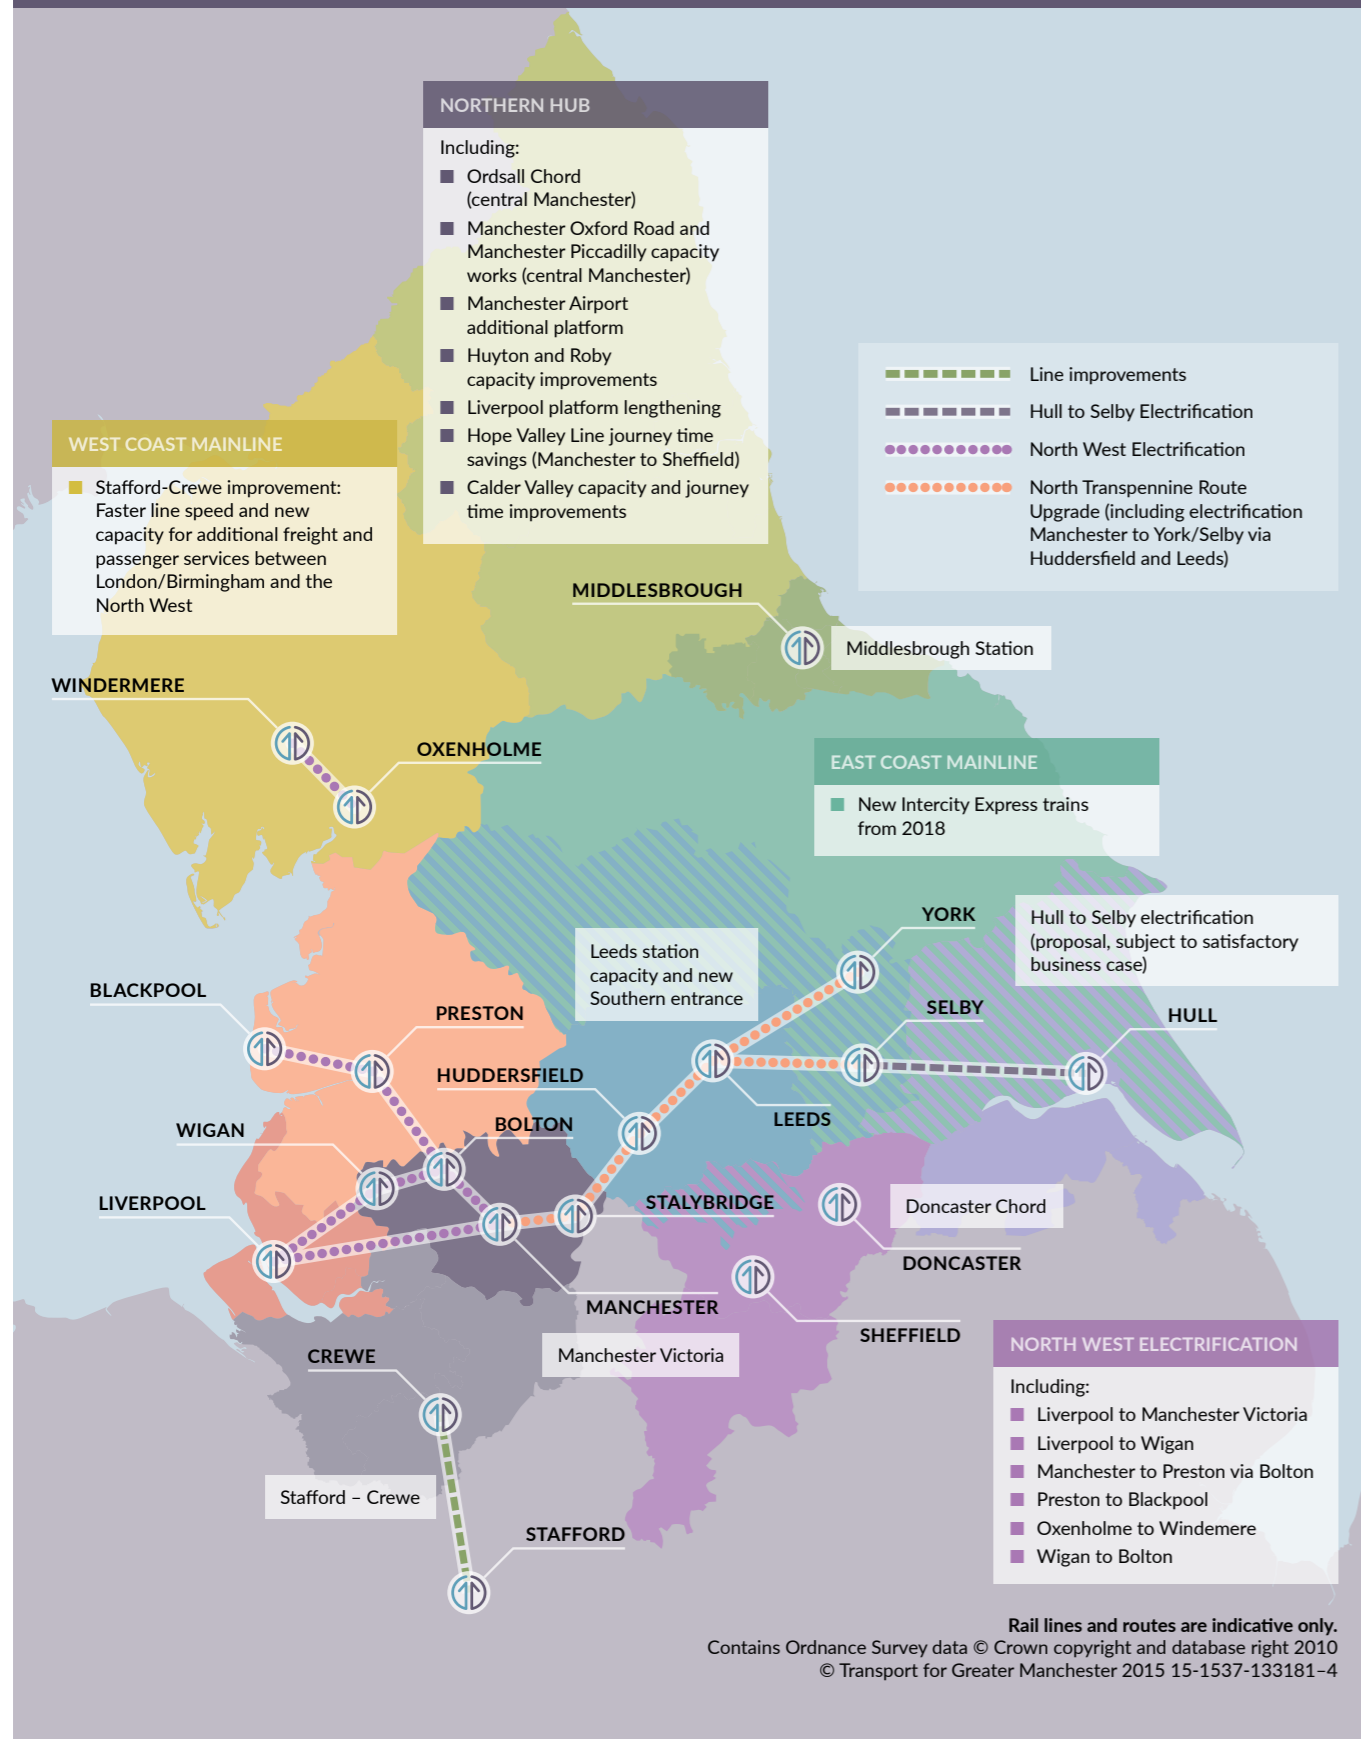 NORTHERN HUB
Including:
Ordsall Chord
(central Manchester)
Manchester Oxford Road and
Manchester Piccadilly capacity
works (central Manchester)
Manchester Airport
additional platform
Huyton and Roby
capacity improvements
Liverpool platform lengthening
Hope Valley Line journey time
savings (Manchester to Sheffield)
Calder Valley capacity and journey
time improvements
Line improvements
Hull to Selby Electrification
North West Electrification
North Transpennine Route
Upgrade (including electrification
Manchester to York/Selby via
Huddersfield and Leeds)
WEST COAST MAINLINE
Stafford-Crewe improvement:
Faster line speed and new
capacity for additional freight and
passenger services between
London/Birmingham and the
North West
MIDDLESBROUGH
Middlesbrough Station
WINDERMERE
OXENHOLME
EAST COAST MAINLINE
New Intercity Express trains
from 2018
YORK
Hull to Selby electrification
(proposal, subject to satisfactory
business case)
Leeds station
capacity and new
Southern entrance
BLACKPOOL
PRESTON
SELBY
HULL
HUDDERSFIELD
LEEDS
WIGAN
BOLTON
LIVERPOOL
STALYBRIDGE
Doncaster Chord
DONCASTER
MANCHESTER
SHEFFIELD
CREWE
Manchester Victoria
NORTH WEST ELECTRIFICATION
Including:
Liverpool to Manchester Victoria
Liverpool to Wigan
Manchester to Preston via Bolton
Preston to Blackpool
Oxenholme to Windemere
Wigan to Bolton
Stafford – Crewe
STAFFORD
Rail lines and routes are indicative only.
Contains Ordnance Survey data © Crown copyright and database right 2010
© Transport for Greater Manchester 2015 15-1537-133181–4